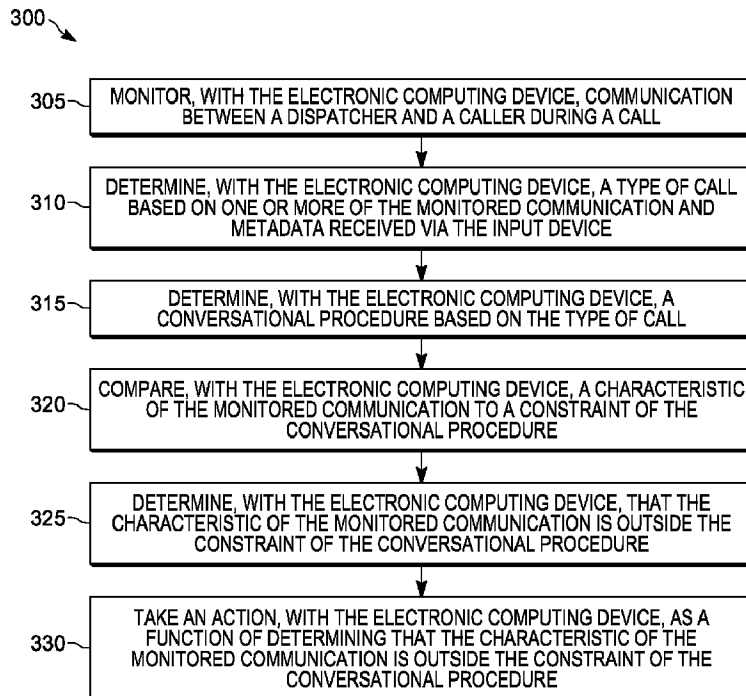 300
305
MONITOR, WITH THE ELECTRONIC COMPUTING DEVICE, COMMUNICATION
BETWEEN A DISPATCHER AND A CALLER DURING A CALL
310
DETERMINE, WITH THE ELECTRONIC COMPUTING DEVICE, A TYPE OF CALL
BASED ON ONE OR MORE OF THE MONITORED COMMUNICATION AND
METADATA RECEIVED VIA THE INPUT DEVICE
315
DETERMINE, WITH THE ELECTRONIC COMPUTING DEVICE, A
CONVERSATIONAL PROCEDURE BASED ON THE TYPE OF CALL
320
COMPARE, WITH THE ELECTRONIC COMPUTING DEVICE, A CHARACTERISTIC
OF THE MONITORED COMMUNICATION TO A CONSTRAINT OF THE
CONVERSATIONAL PROCEDURE
325
DETERMINE, WITH THE ELECTRONIC COMPUTING DEVICE, THAT THE
CHARACTERISTIC OF THE MONITORED COMMUNICATION IS OUTSIDE THE
CONSTRAINT OF THE CONVERSATIONAL PROCEDURE
330
TAKE AN ACTION, WITH THE ELECTRONIC COMPUTING DEVICE, AS A
FUNCTION OF DETERMINING THAT THE CHARACTERISTIC OF THE
MONITORED COMMUNICATION IS OUTSIDE THE CONSTRAINT OF THE
CONVERSATIONAL PROCEDURE